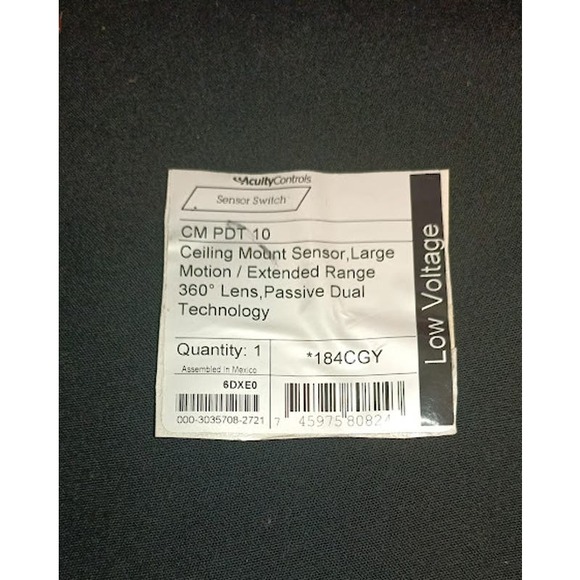 AcuityControls
Sensor Switch
CM PDT 10
Ceiling Mount Sensor,Large
Motion / Extended Range
360° Lens,Passive Dual
Technology
Low Voltage
Quantity: 1
*184CGY
Assembled in Mexico
6DXE0
000-3035708-2721
7 45975 80824